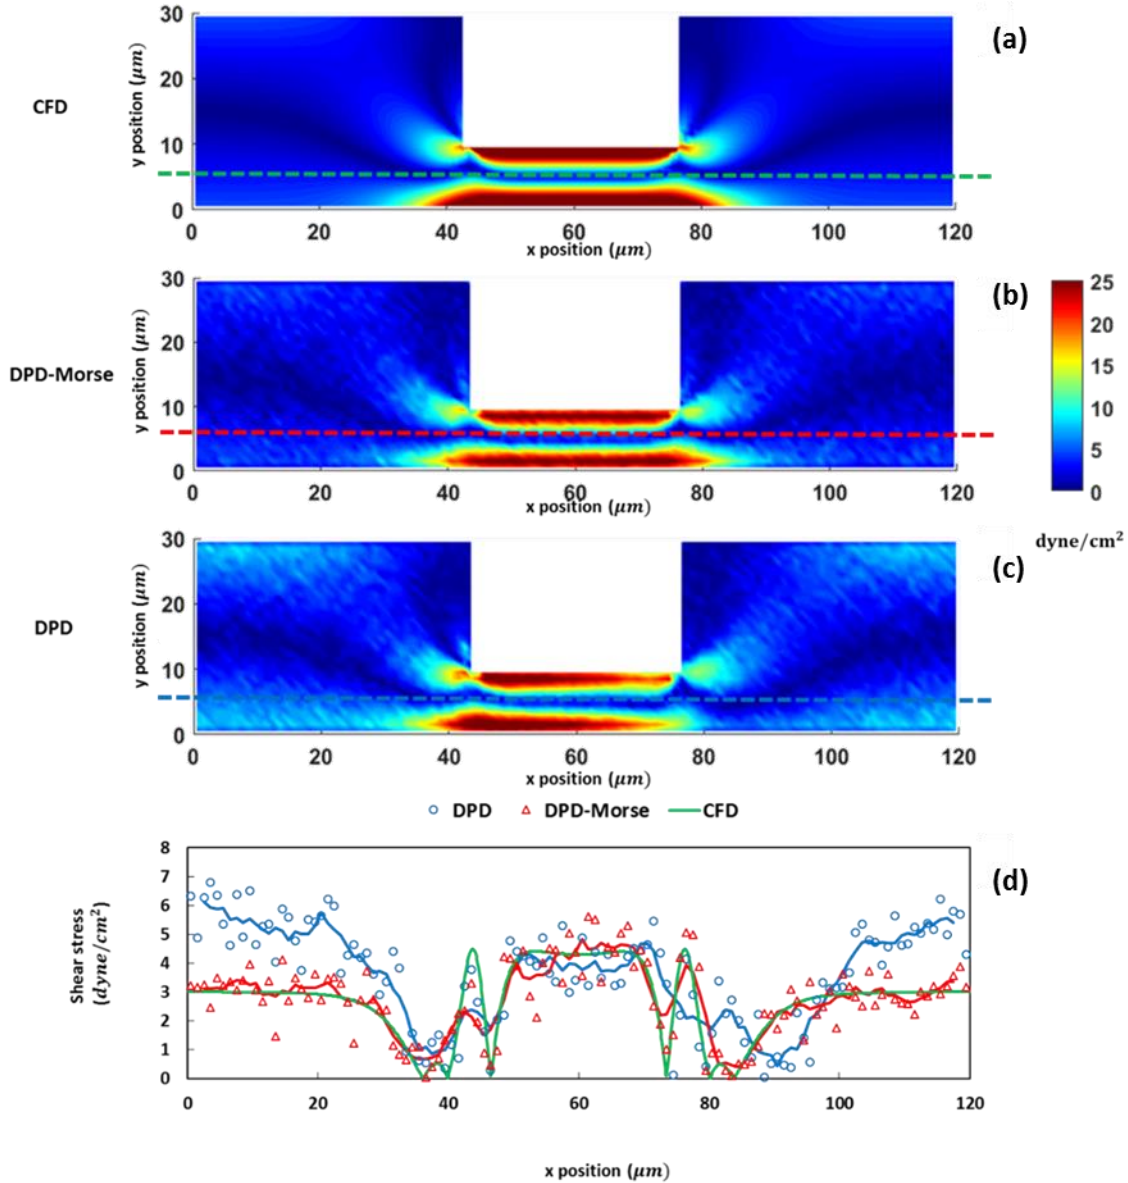 30
(a)
20
CFD
y position (μm)
10
0
0 20 40 60 80 100 120
x position (μm)
30
(b)
25
20
20
DPD-Morse
y position (μm)
15
10
10
5
0
0
0 20 40 60 80 100 120
x position (μm)
dyne/cm²
30
(c)
20
DPD
y position (μm)
10
0
0 20 40 60 80 100 120
x position (μm)
DPD DPD-Morse CFD
8
(d)
7
6
5
Shear stress
(dyne/cm²)
4
3
2
1
0
0 20 40 60 80 100 120
x position (μm)